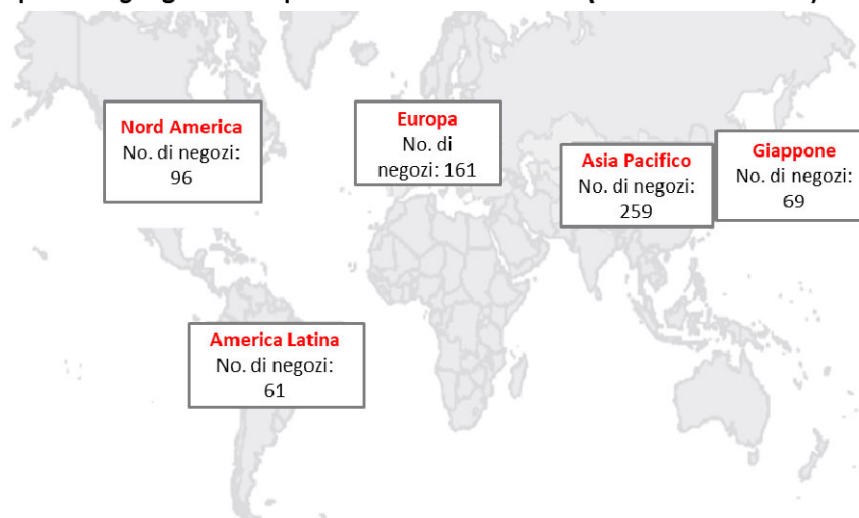 Nord America
No. di negozi:
96
Europa
No. di
negozi: 161
Asia Pacifico
No. di negozi:
259
Giappone
No. di negozi:
69
America Latina
No. di negozi:
61